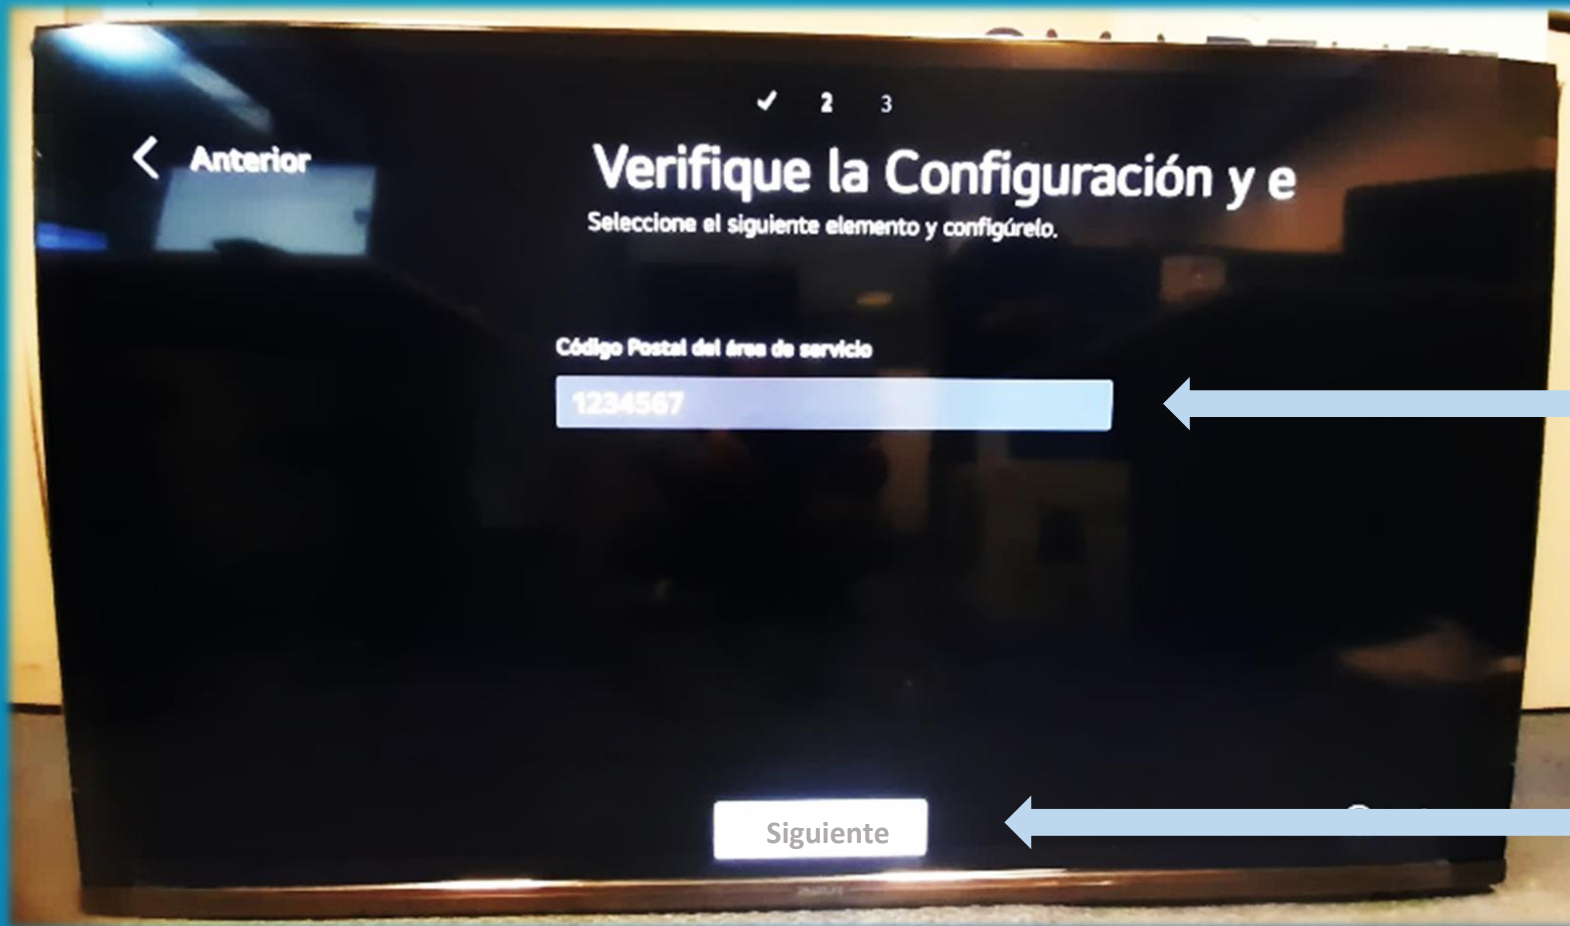 2 3
Anterior
Verifique la Configuración y e
Seleccione el siguiente elemento y configúrelo.
Código Postal del área de servicio
1234567
Siguiente